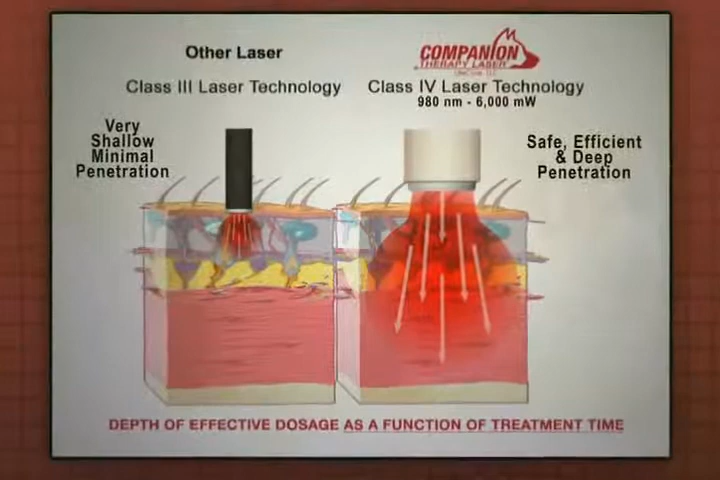 Other Laser
COMPANION
THERAPY LASER
Class III Laser Technology
Class IV Laser Technology
980 nm - 6,000 mW
Very
Shallow
Minimal
Penetration
Safe, Efficient
& Deep
Penetration
DEPTH OF EFFECTIVE DOSAGE AS A FUNCTION OF TREATMENT TIME